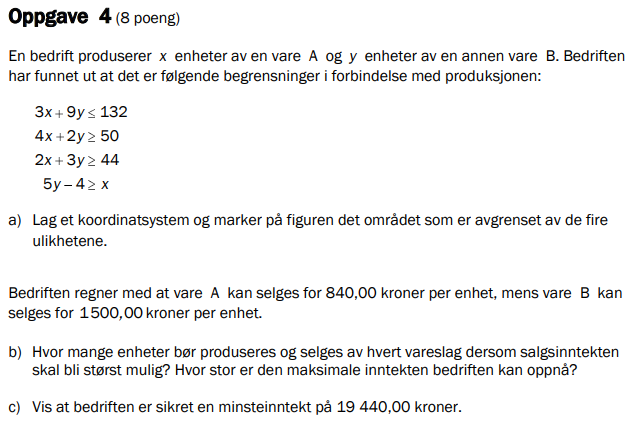 Oppgave 4 (8 poeng)
En bedrift produserer x enheter av en vare A og y enheter av en annen vare B. Bedriften
har funnet ut at det er følgende begrensninger i forbindelse med produksjonen:
3x + 9y ≤ 132
4x + 2y ≥ 50
2x + 3y ≥ 44
5y – 4 ≥ x
a) Lag et koordinatsystem og marker på figuren det området som er avgrenset av de fire
ulikhetene.
Bedriften regner med at vare A kan selges for 840,00 kroner per enhet, mens vare B kan
selges for 1500,00 kroner per enhet.
b) Hvor mange enheter bør produseres og selges av hvert vareslag dersom salgsinntekten
skal bli størst mulig? Hvor stor er den maksimale inntekten bedriften kan oppnå?
c) Vis at bedriften er sikret en minsteinntekt på 19 440,00 kroner.